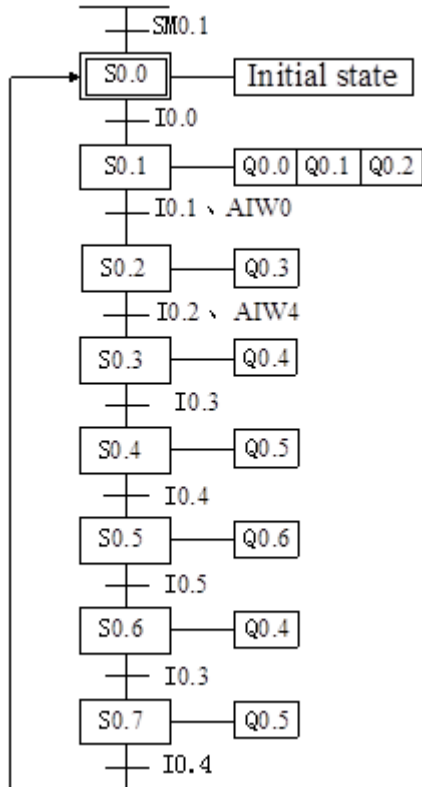 SM0.1
S0.0 Initial state
I0.0
S0.1 Q0.0 Q0.1 Q0.2
I0.1、AIW0
S0.2 Q0.3
I0.2、AIW4
S0.3 Q0.4
I0.3
S0.4 Q0.5
I0.4
S0.5 Q0.6
I0.5
S0.6 Q0.4
I0.3
S0.7 Q0.5
I0.4